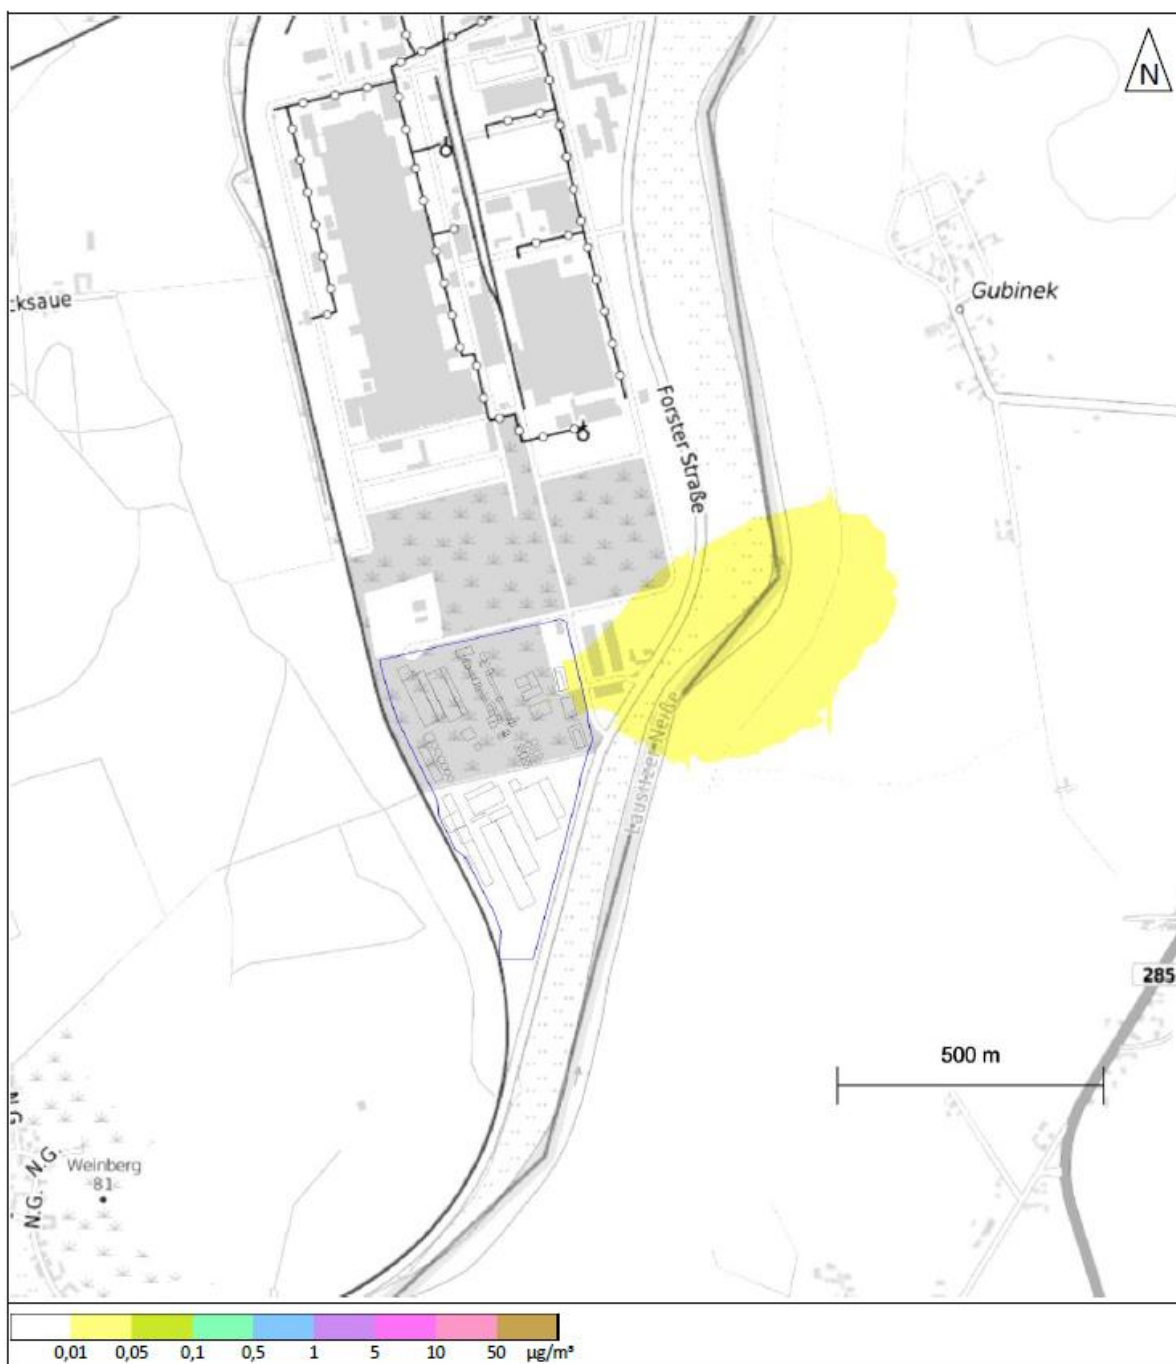 N
cksaue
Gubinek
Forster Straße
Lausitzer Neiße
285
500 m
N.G.
N.G.
Weinberg
81
N.G.
0,01 0,05 0,1 0,5 1 5 10 50 µg/m³